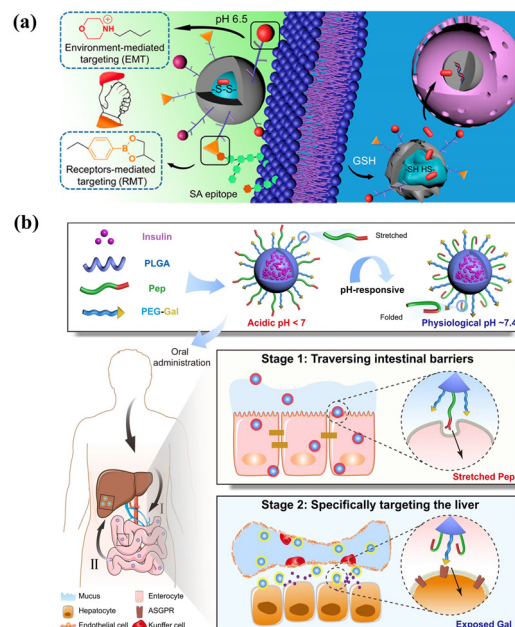 (a)
pH 6.5
Environment-mediated
targeting (EMT)
-S-S-
Receptors-mediated
targeting (RMT)
SA epitope
GSH
SH HS
(b)
Insulin
PLGA
Pep
PEG-Gal
Stretched
pH-responsive
Folded
Acidic pH < 7
Physiological pH ~7.4
Oral
administration
Stage 1: Traversing intestinal barriers
Stretched Pep
I
II
Stage 2: Specifically targeting the liver
Exposed Gal
Mucus
Enterocyte
Hepatocyte
ASGPR
Endothelial cell
Kupffer cell
O
N
H
O
B
O